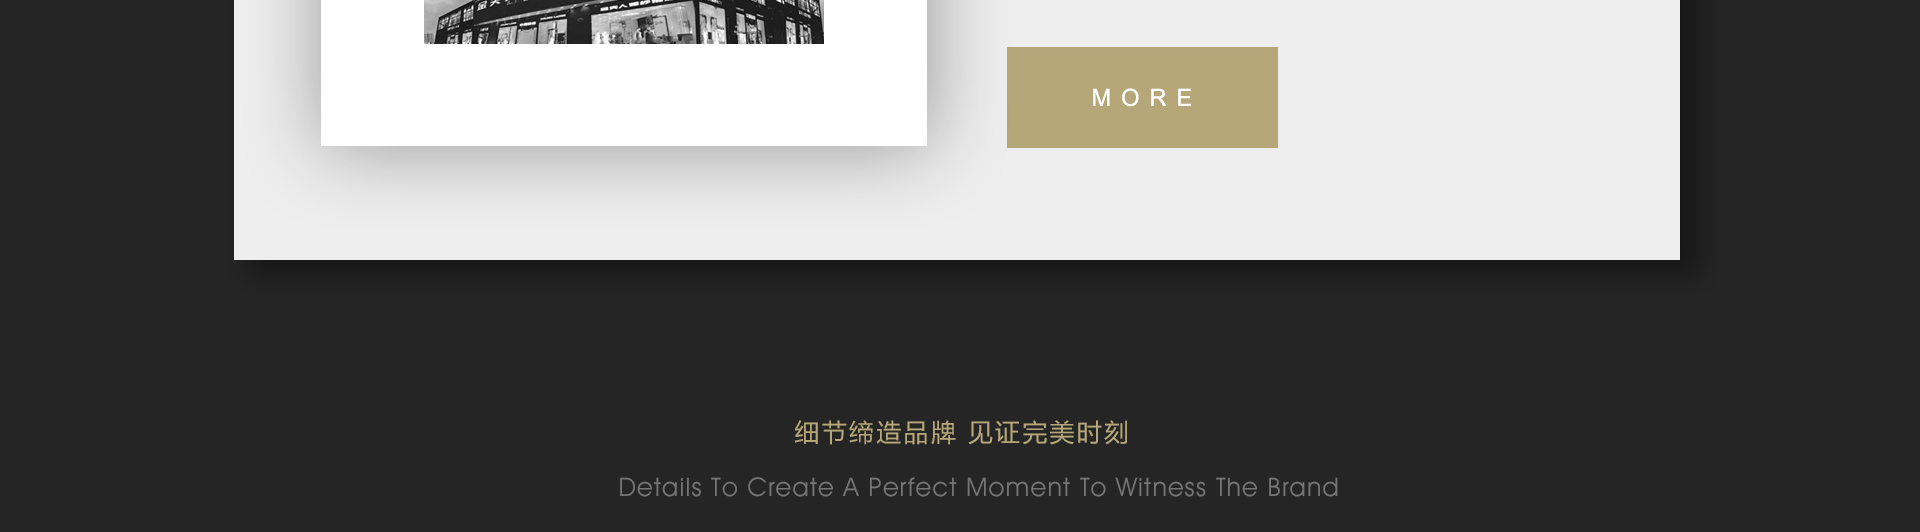 MORE
细节缔造品牌 见证完美时刻
Details To Create A Perfect Moment To Witness The Brand